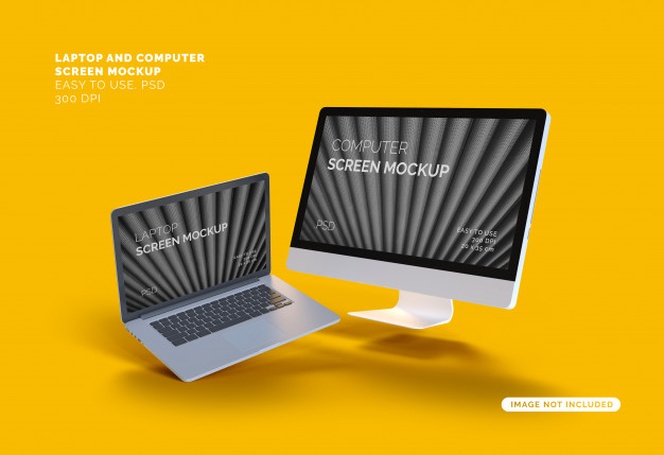 LAPTOP AND COMPUTER
SCREEN MOCKUP
EASY TO USE. PSD
300 DPI
COMPUTER
SCREEN MOCKUP
PSD
EASY TO USE
300 DPI
LAPTOP
SCREEN MOCKUP
PSD
IMAGE NOT INCLUDED